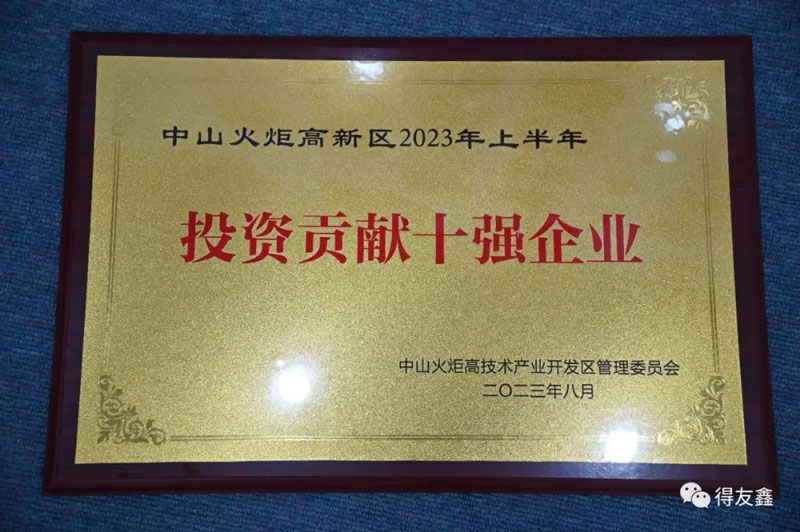 中山火炬高新区2023年上半年
投资贡献十强企业
中山火炬高技术产业开发区管理委员会
二〇二三年八月
得友鑫